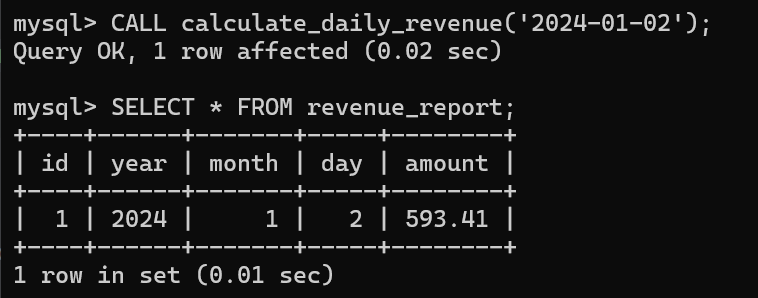 mysql> CALL calculate_daily_revenue('2024-01-02');
Query OK, 1 row affected (0.02 sec)

mysql> SELECT * FROM revenue_report;
+----+------+-------+-----+--------+
| id | year | month | day | amount |
+----+------+-------+-----+--------+
|  1 | 2024 |     1 |   2 | 593.41 |
+----+------+-------+-----+--------+
1 row in set (0.01 sec)